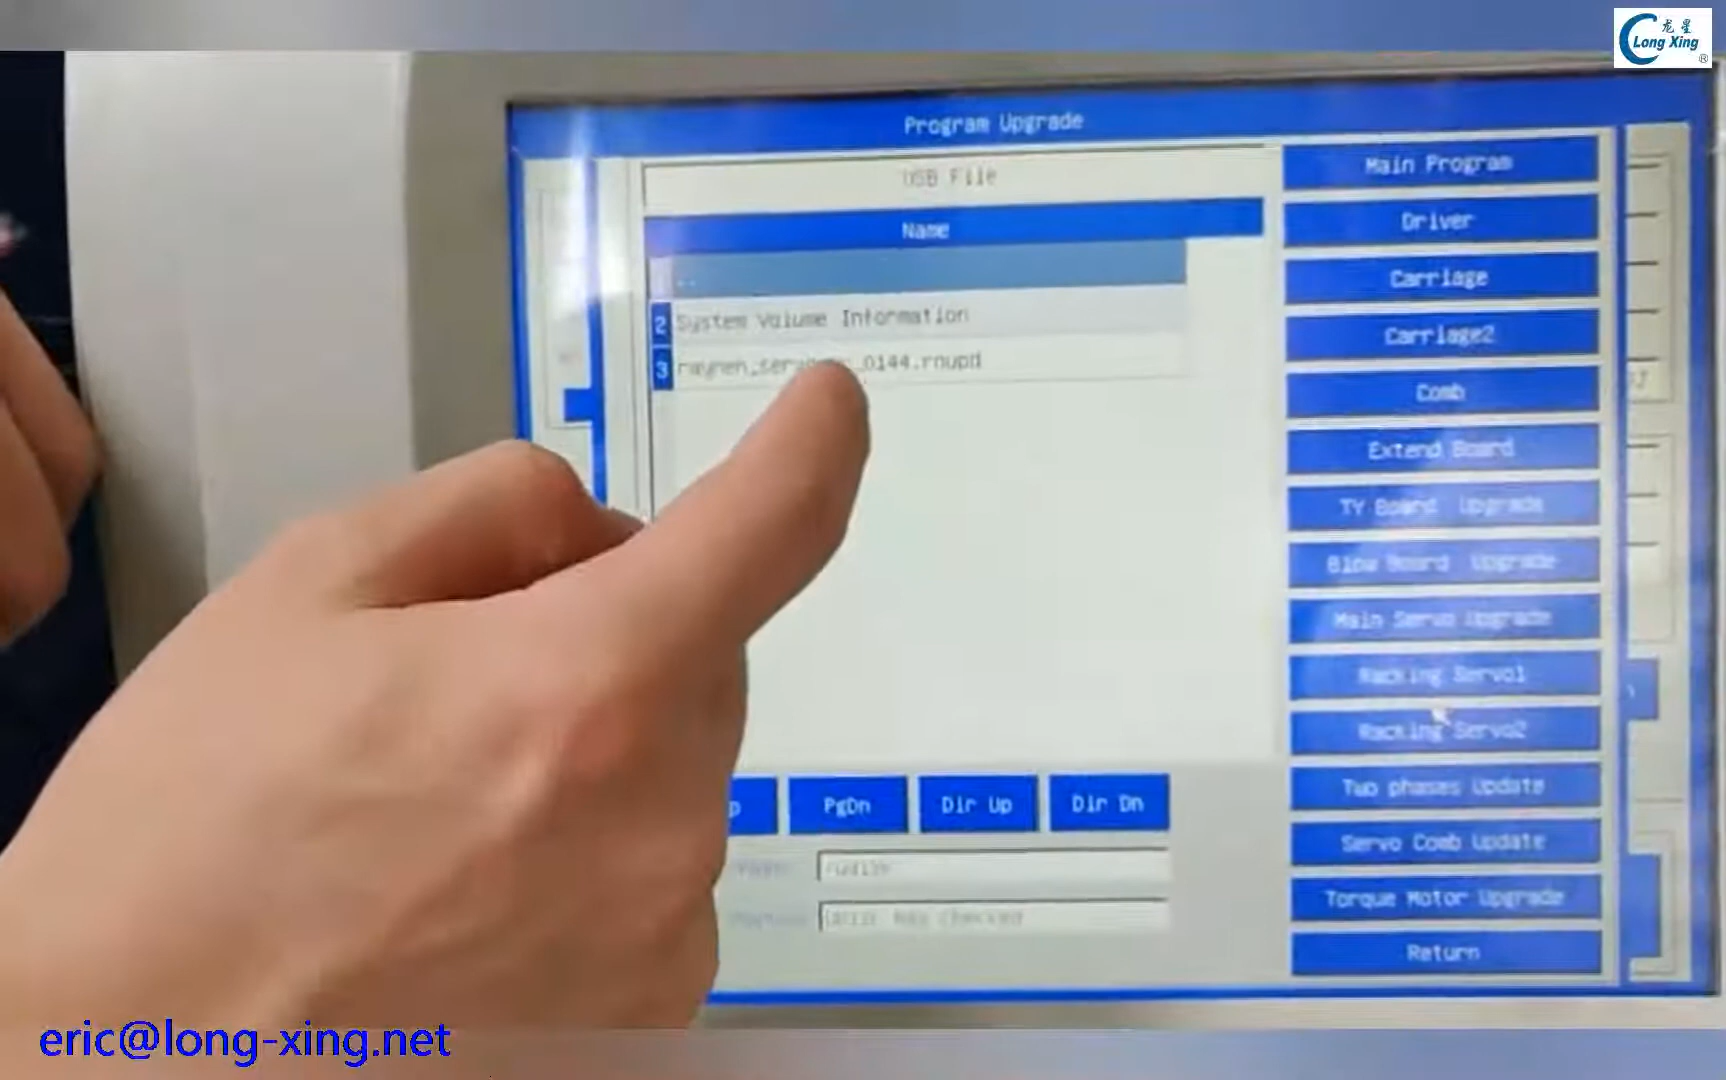 龙星
Long Xing
®
Program Upgrade
USB File
Name
..
2 System Volume Information
3 _0144.rnupd
PgDn
Dir Up
Dir Dn
Main Program
Driver
Carriage
Carriage2
Comb
Extend Board
TY Board Upgrade
Blow Board Upgrade
Main Servo Upgrade
Racking Servo1
Racking Servo2
Two phases Update
Servo Comb Update
Torque Motor Upgrade
Return
eric@long-xing.net